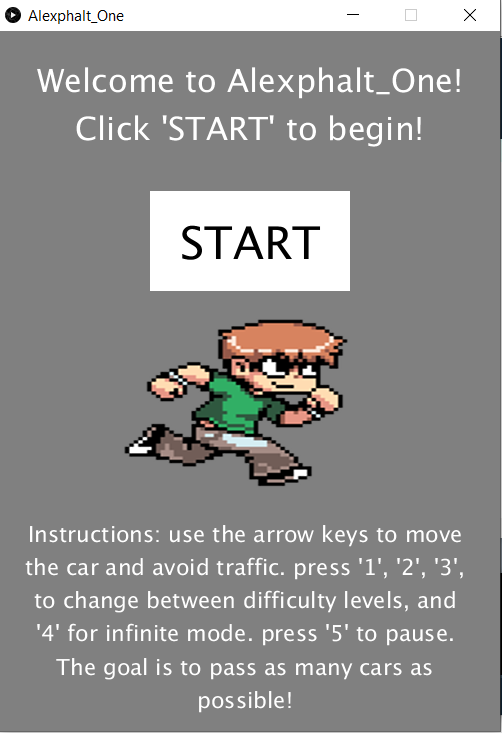 Alexphalt_One
Welcome to Alexphalt_One!
Click 'START' to begin!
START
Instructions: use the arrow keys to move
the car and avoid traffic. press '1', '2', '3',
to change between difficulty levels, and
'4' for infinite mode. press '5' to pause.
The goal is to pass as many cars as
possible!